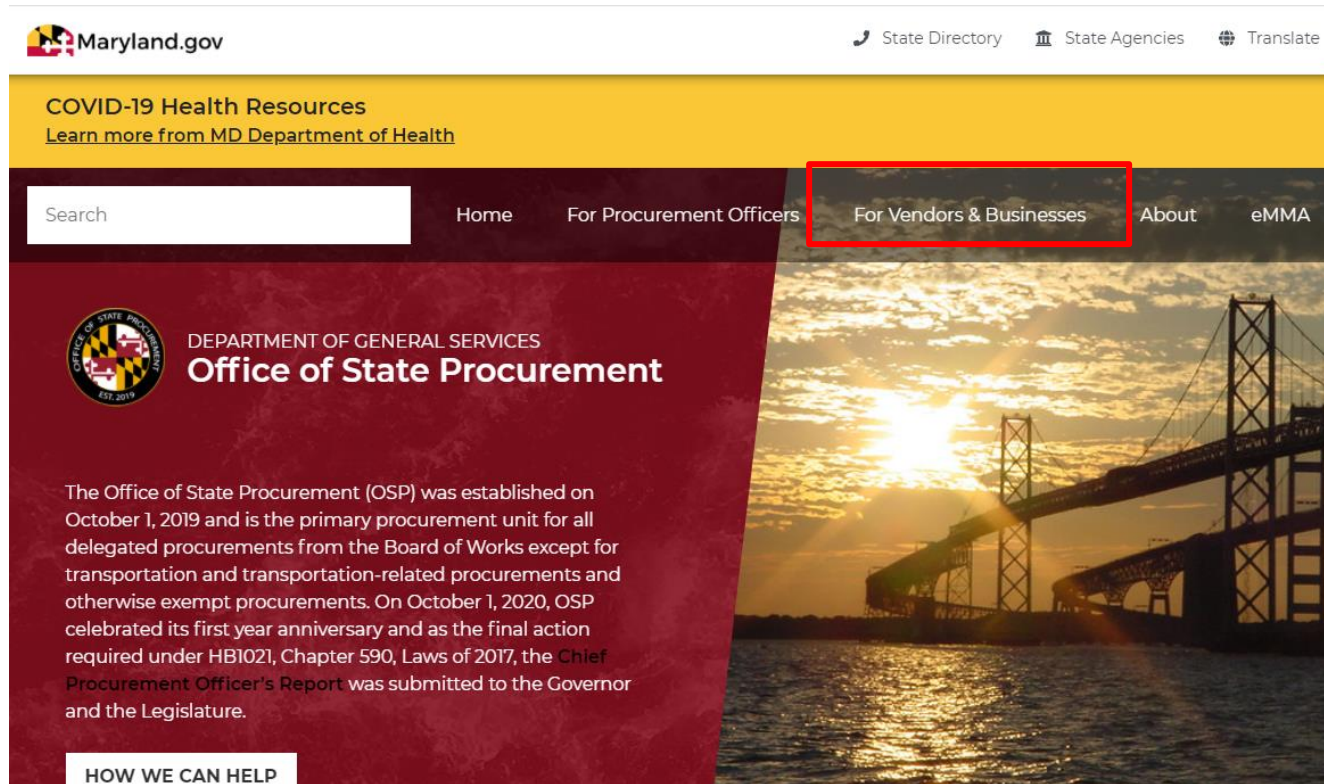 Maryland.gov
State Directory
State Agencies
Translate
COVID-19 Health Resources
Learn more from MD Department of Health
Search
Home
For Procurement Officers
For Vendors & Businesses
About
eMMA
OFFICE OF STATE PROCUREMENT
EST. 2019
DEPARTMENT OF GENERAL SERVICES
Office of State Procurement
The Office of State Procurement (OSP) was established on
October 1, 2019 and is the primary procurement unit for all
delegated procurements from the Board of Works except for
transportation and transportation-related procurements and
otherwise exempt procurements. On October 1, 2020, OSP
celebrated its first year anniversary and as the final action
required under HB1021, Chapter 590, Laws of 2017, the Chief
Procurement Officer's Report was submitted to the Governor
and the Legislature.
HOW WE CAN HELP